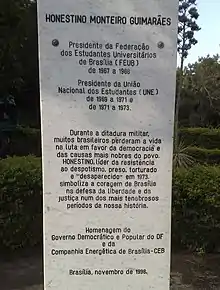 HONESTINO MONTEIRO GUIMARÃES
Presidente da Federação
dos Estudantes Universitários
de Brasília (FEUB)
de 1967 a 1968
Presidente da União
Nacional dos Estudantes (UNE)
de 1969 a 1971 e
de 1971 a 1973.
Durante a ditadura militar,
muitos brasileiros perderam a vida
na luta em favor da democracia e
das causas mais nobres do povo.
HONESTINO, líder da resistência
ao despotismo, preso, torturado
e "desaparecido" em 1973,
simboliza a coragem de Brasília
na defesa da liberdade e da
justiça num dos mais tenebrosos
períodos da nossa história.
Homenagem do
Governo Democrático e Popular do DF e da
Companhia Energética de Brasília-CEB
Brasília, novembro de 1998.